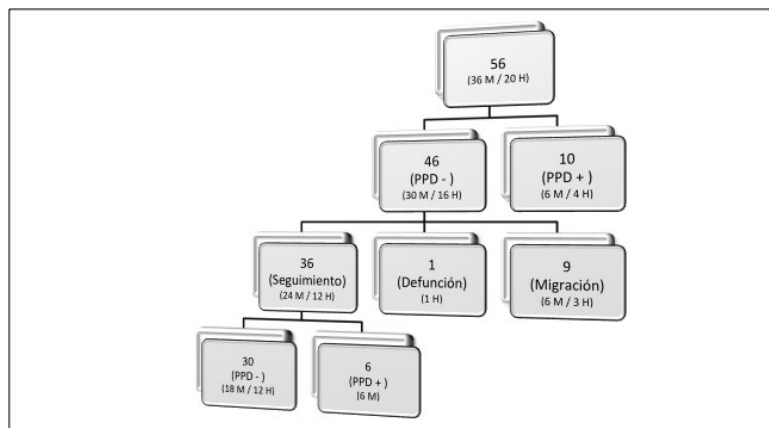 56
(36 M / 20 H)
46
(PPD - )
(30 M / 16 H)
10
(PPD + )
(6 M / 4 H)
36
(Seguimiento)
(24 M / 12 H)
1
(Defunción)
(1 H)
9
(Migración)
(6 M / 3 H)
30
(PPD - )
(18 M / 12 H)
6
(PPD + )
(6 M)